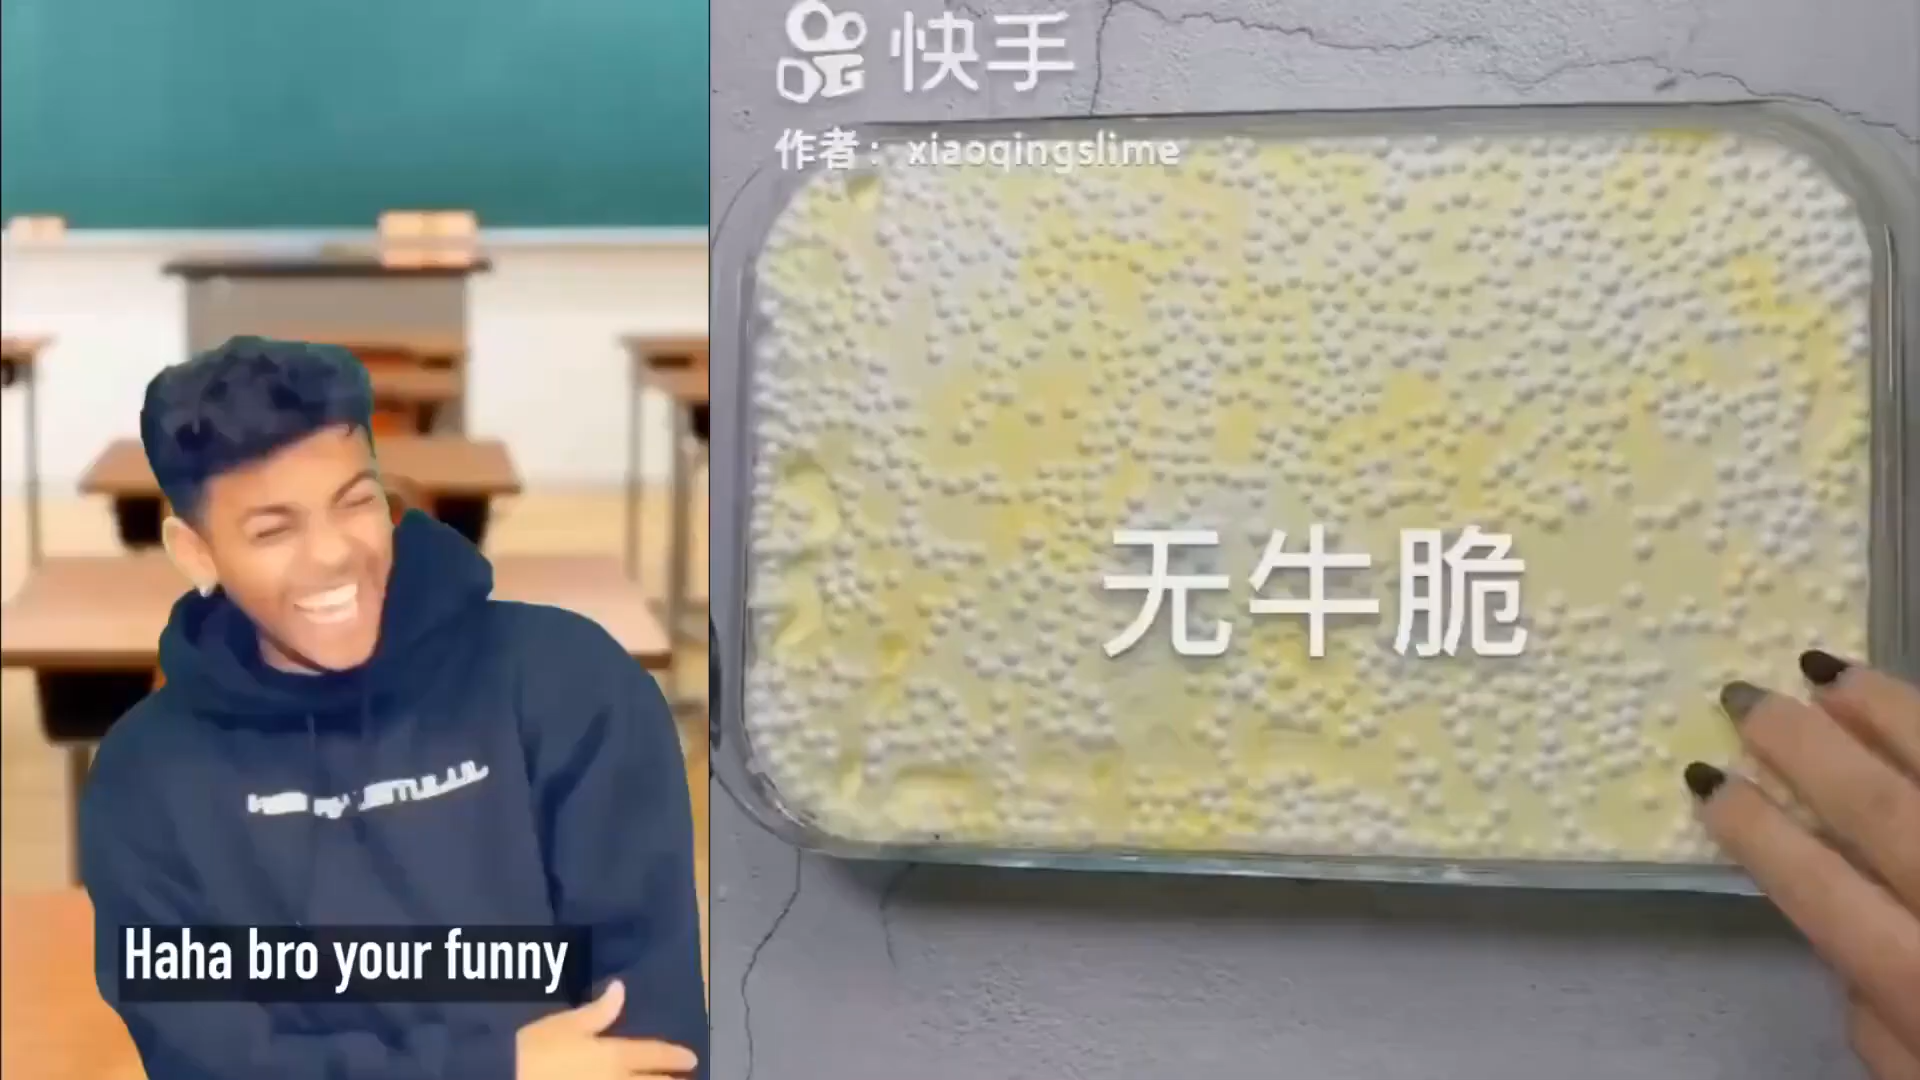 Haha bro your funny
快手
作者： xiaoqingslime
无牛脆